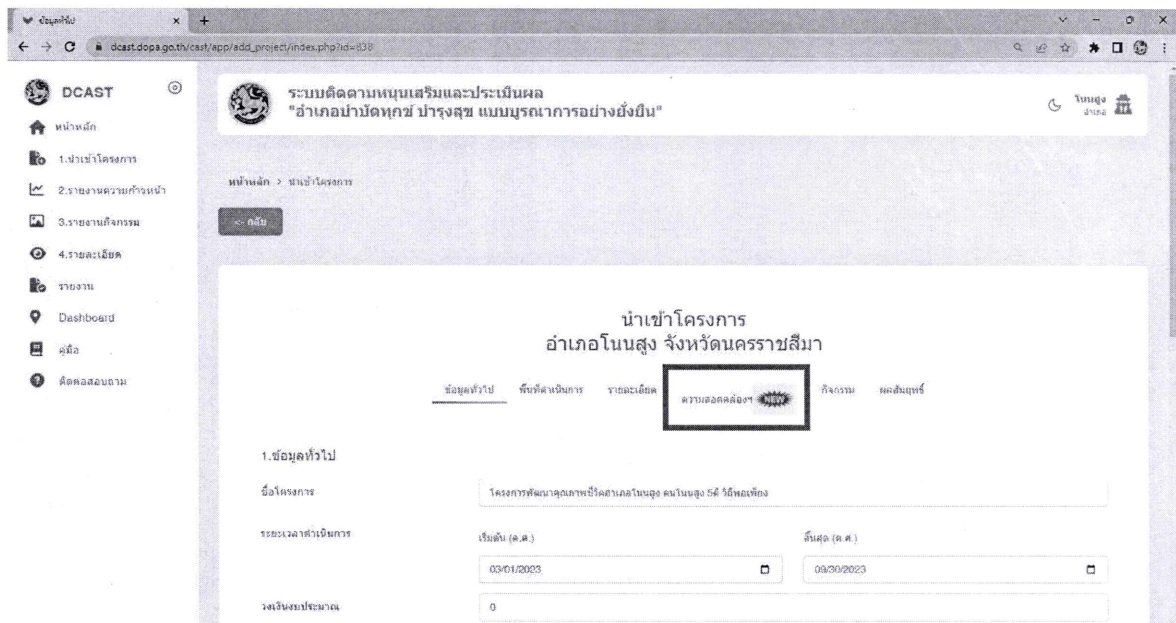 ข้อมูลทั่วไป
dcast.dopa.go.th/cast/app/add_project/index.php?id=838
DCAST
หน้าหลัก
1.นำเข้าโครงการ
2.รายงานความก้าวหน้า
3.รายงานกิจกรรม
4.รายละเอียด
รายงาน
Dashboard
คู่มือ
ติดต่อสอบถาม
ระบบติดตามหนุนเสริมและประเมินผล
"อำเภอบำบัดทุกข์ บำรุงสุข แบบบูรณาการอย่างยั่งยืน"
โนนสูง
อำเภอ
หน้าหลัก > นำเข้าโครงการ
<- กลับ
นำเข้าโครงการ
อำเภอโนนสูง จังหวัดนครราชสีมา
ข้อมูลทั่วไป พื้นที่ดำเนินการ รายละเอียด ความสอดคล้องฯ NEW กิจกรรม ผลสัมฤทธิ์
1.ข้อมูลทั่วไป
ชื่อโครงการ โครงการพัฒนาคุณภาพชีวิตอำเภอโนนสูง คนโนนสูง 5ดี วิถีพอเพียง
ระยะเวลาดำเนินการ เริ่มต้น (ค.ศ.) สิ้นสุด (ค.ศ.)
03/01/2023 09/30/2023
วงเงินงบประมาณ 0